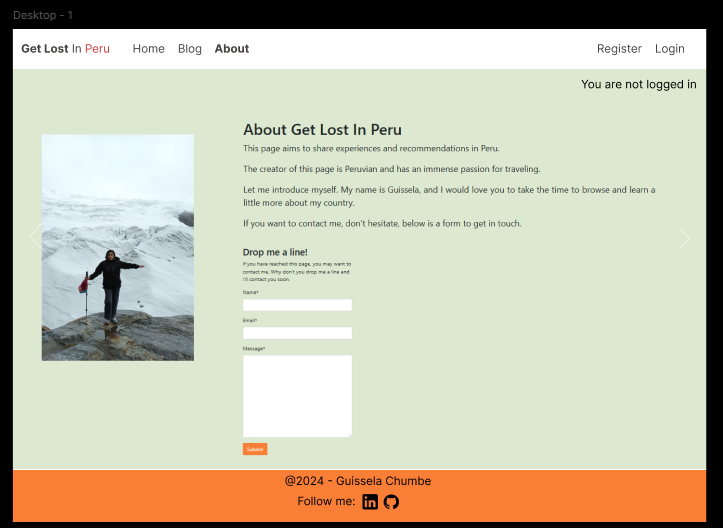 Desktop - 1
Get Lost In Peru Home Blog About Register Login
You are not logged in
About Get Lost In Peru
This page aims to share experiences and recommendations in Peru.
The creator of this page is Peruvian and has an immense passion for traveling.
Let me introduce myself. My name is Guissela, and I would love you to take the time to browse and learn a
little more about my country.
If you want to contact me, don't hesitate, below is a form to get in touch.
Drop me a line!
If you have reached this page, you may want to
contact me. Why don't you drop me a line and
I'll contact you soon.
Name*
Email*
Message*
Submit
@2024 - Guissela Chumbe
Follow me: in